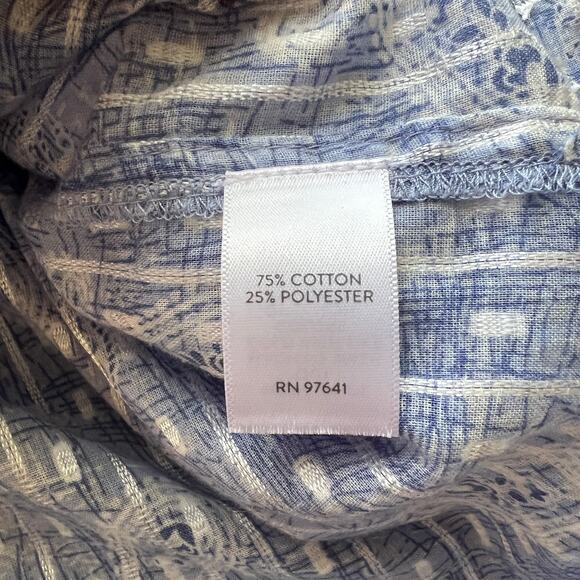 75% COTTON
25% POLYESTER
RN 97641